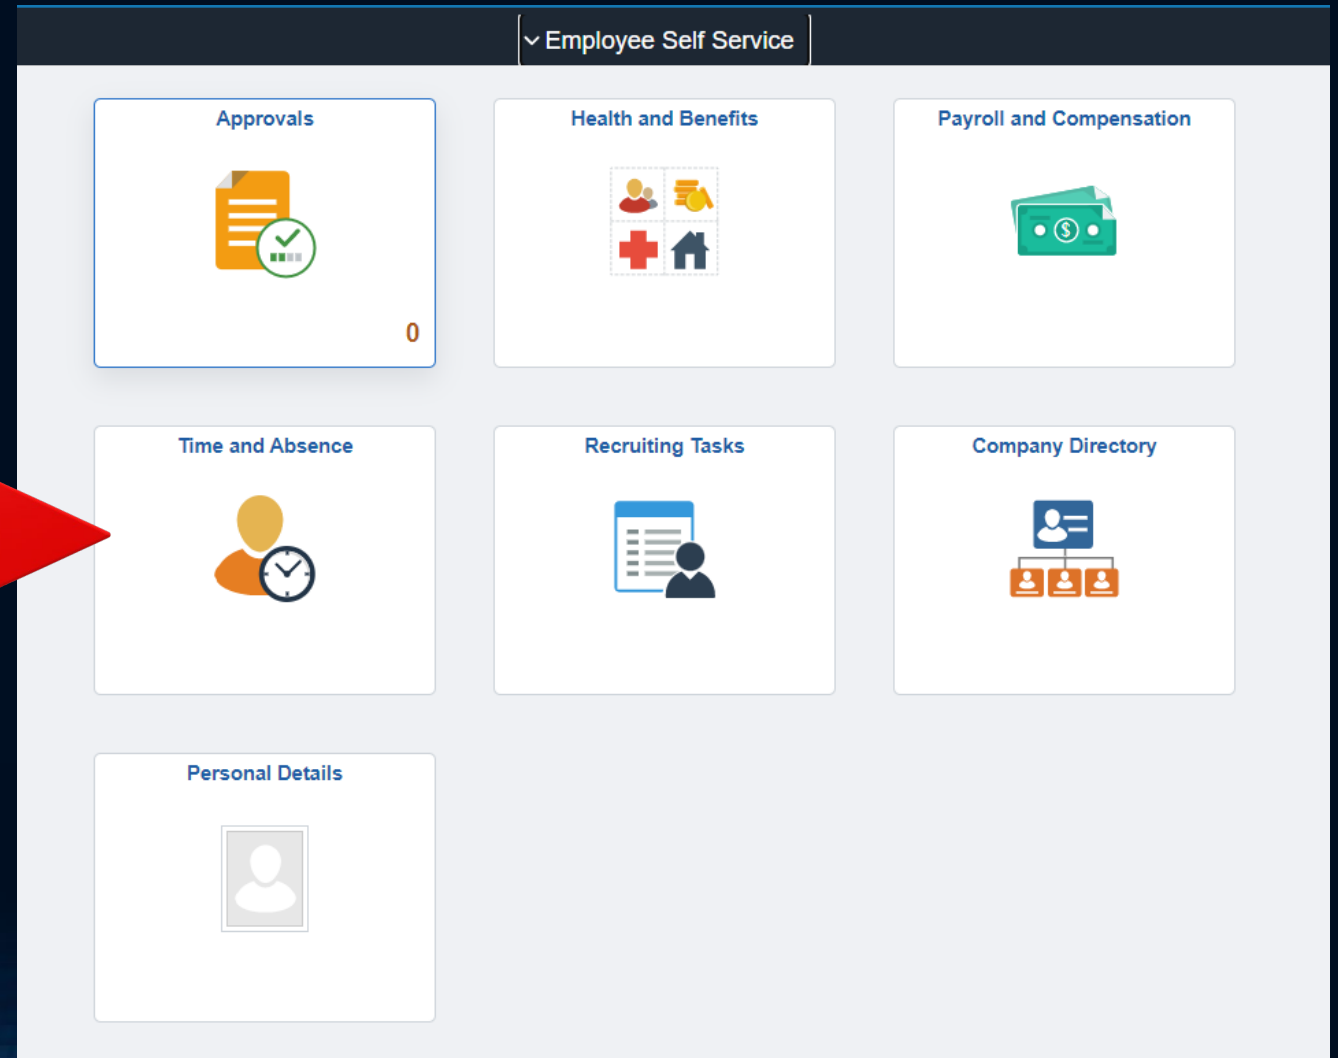 Employee Self Service
Approvals
Health and Benefits
Payroll and Compensation
$
0
Time and Absence
Recruiting Tasks
Company Directory
Personal Details